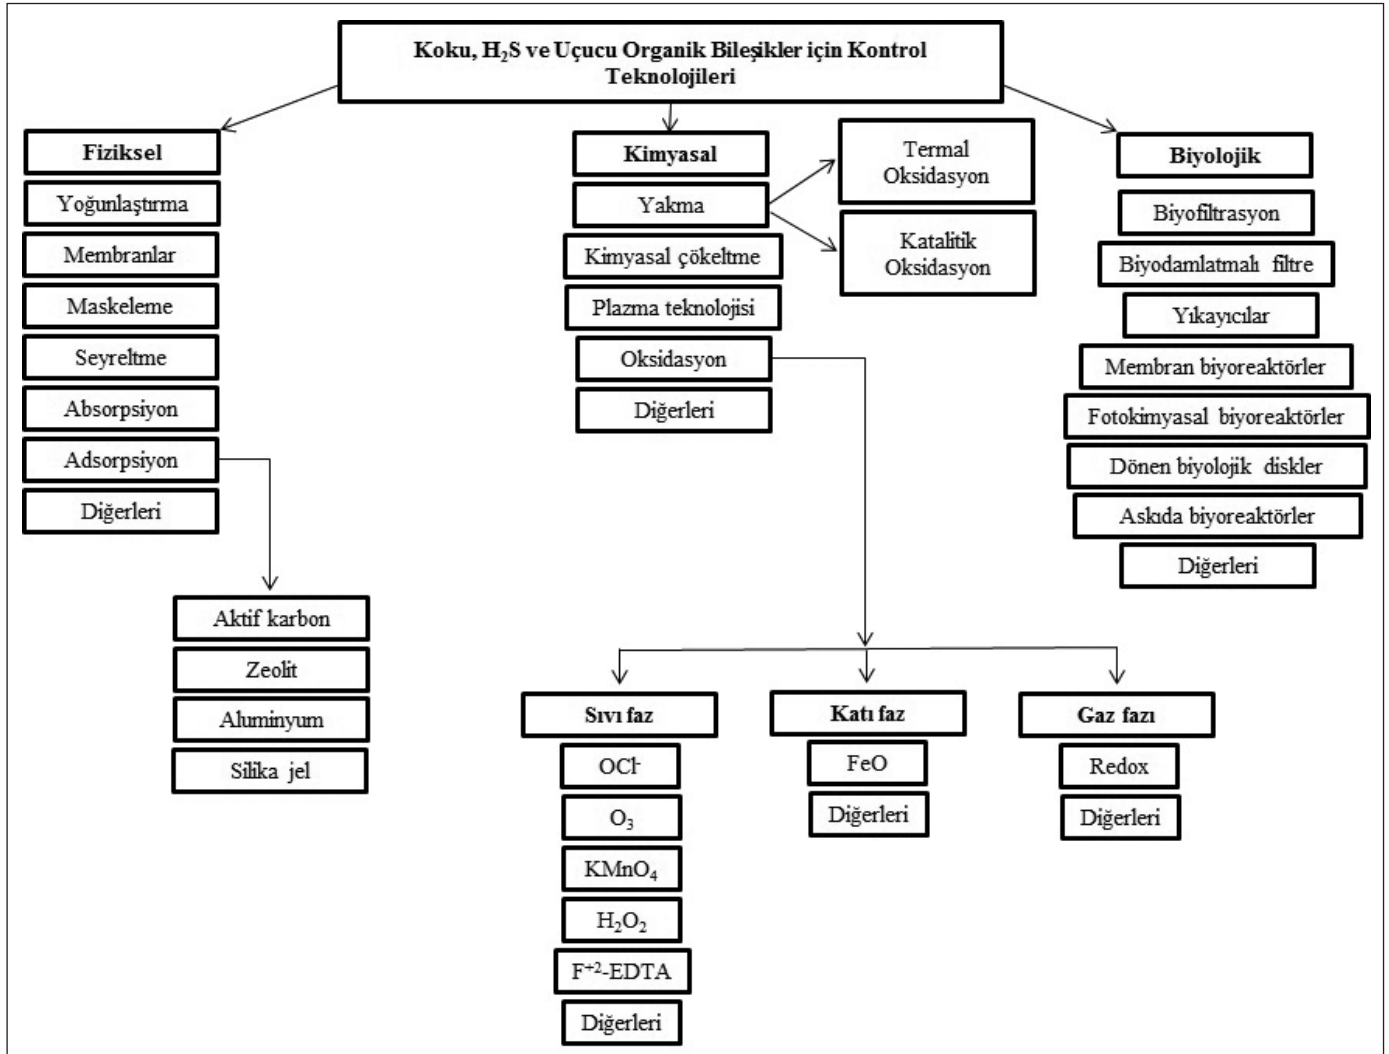 Koku, H₂S ve Uçucu Organik Bileşikler için Kontrol
Teknolojileri
Fiziksel
Yoğunlaştırma
Membranlar
Maskeleme
Seyreltme
Absorpsiyon
Adsorpsiyon
Diğerleri
Aktif karbon
Zeolit
Aluminyum
Silika jel
Kimyasal
Yakma
Kimyasal çökeltme
Plazma teknolojisi
Oksidasyon
Diğerleri
Termal
Oksidasyon
Katalitik
Oksidasyon
Sıvı faz
OCl⁻
O₃
KMnO₄
H₂O₂
F⁺²-EDTA
Diğerleri
Katı faz
FeO
Diğerleri
Gaz fazı
Redox
Diğerleri
Biyolojik
Biyofiltrasyon
Biyodamlatmalı filtre
Yıkayıcılar
Membran biyoreaktörler
Fotokimyasal biyoreaktörler
Dönen biyolojik diskler
Askıda biyoreaktörler
Diğerleri